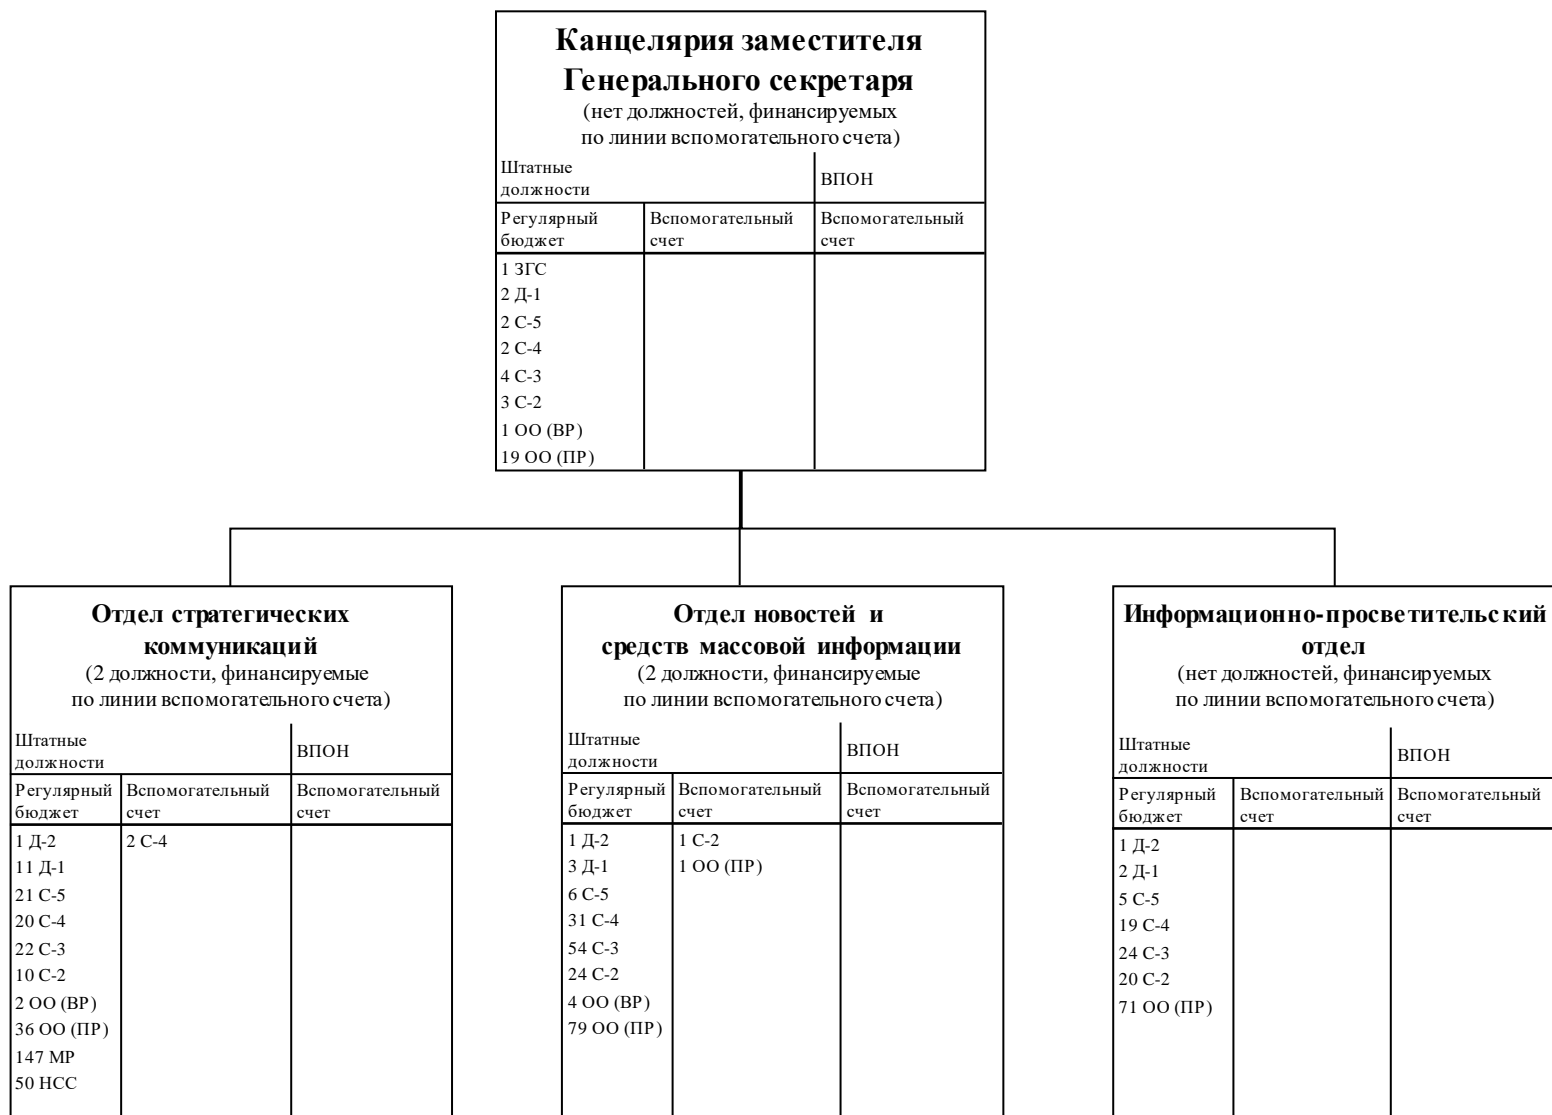 Канцелярия заместителя
Генерального секретаря
(нет должностей, финансируемых
по линии вспомогательного счета)
Штатные
должности
ВПОН
Регулярный
бюджет
Вспомогательный
счет
Вспомогательный
счет
1 ЗГС
2 Д-1
2 С-5
2 С-4
4 С-3
3 С-2
1 ОО (ВР)
19 ОО (ПР)
Отдел стратегических
коммуникаций
(2 должности, финансируемые
по линии вспомогательного счета)
Штатные
должности
ВПОН
Регулярный
бюджет
Вспомогательный
счет
Вспомогательный
счет
1 Д-2
11 Д-1
21 С-5
20 С-4
22 С-3
10 С-2
2 ОО (ВР)
36 ОО (ПР)
147 МР
50 НСС
2 С-4
Отдел новостей и
средств массовой информации
(2 должности, финансируемые
по линии вспомогательного счета)
Штатные
должности
ВПОН
Регулярный
бюджет
Вспомогательный
счет
Вспомогательный
счет
1 Д-2
3 Д-1
6 С-5
31 С-4
54 С-3
24 С-2
4 ОО (ВР)
79 ОО (ПР)
1 С-2
1 ОО (ПР)
Информационно-просветительский
отдел
(нет должностей, финансируемых
по линии вспомогательного счета)
Штатные
должности
ВПОН
Регулярный
бюджет
Вспомогательный
счет
Вспомогательный
счет
1 Д-2
2 Д-1
5 С-5
19 С-4
24 С-3
20 С-2
71 ОО (ПР)